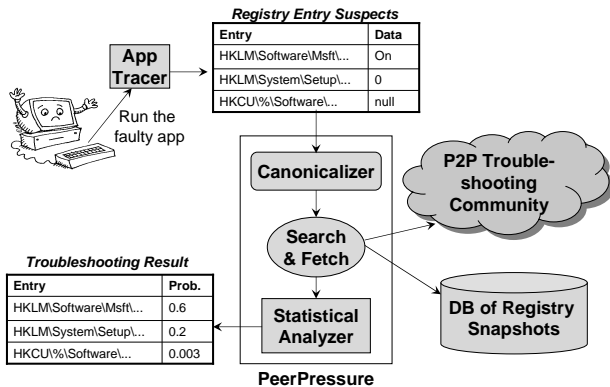 Registry Entry Suspects
Entry Data
HKLM\Software\Msft\... On
HKLM\System\Setup\... 0
HKCU\%\Software\... null
App
Tracer
Run the
faulty app
Canonicalizer
P2P Trouble-
shooting
Community
Search
& Fetch
Troubleshooting Result
Entry Prob.
HKLM\Software\Msft\... 0.6
HKLM\System\Setup\... 0.2
HKCU\%\Software\... 0.003
Statistical
Analyzer
DB of Registry
Snapshots
PeerPressure